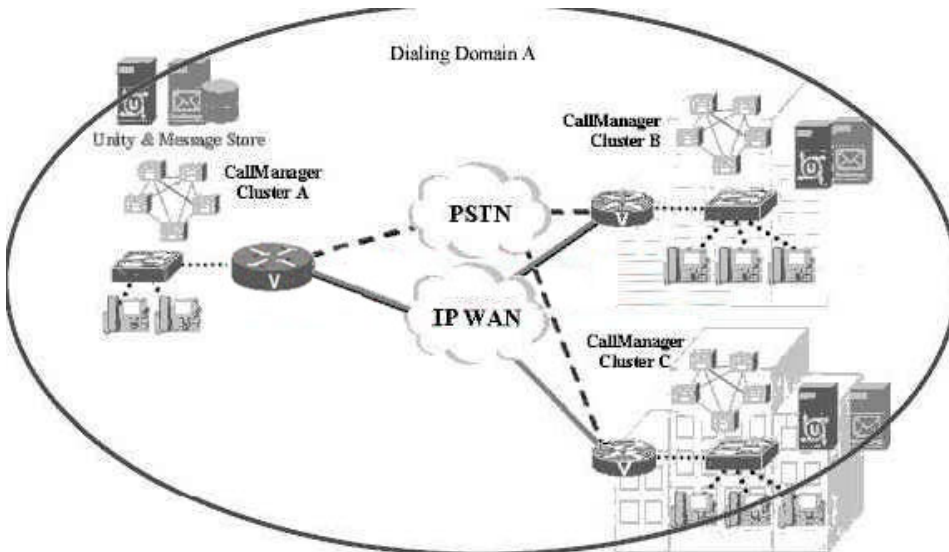 Dialing Domain A
Unity & Message Store
CallManager
Cluster A
CallManager
Cluster B
PSTN
V
V
IP WAN
CallManager
Cluster C
V
U
U
U